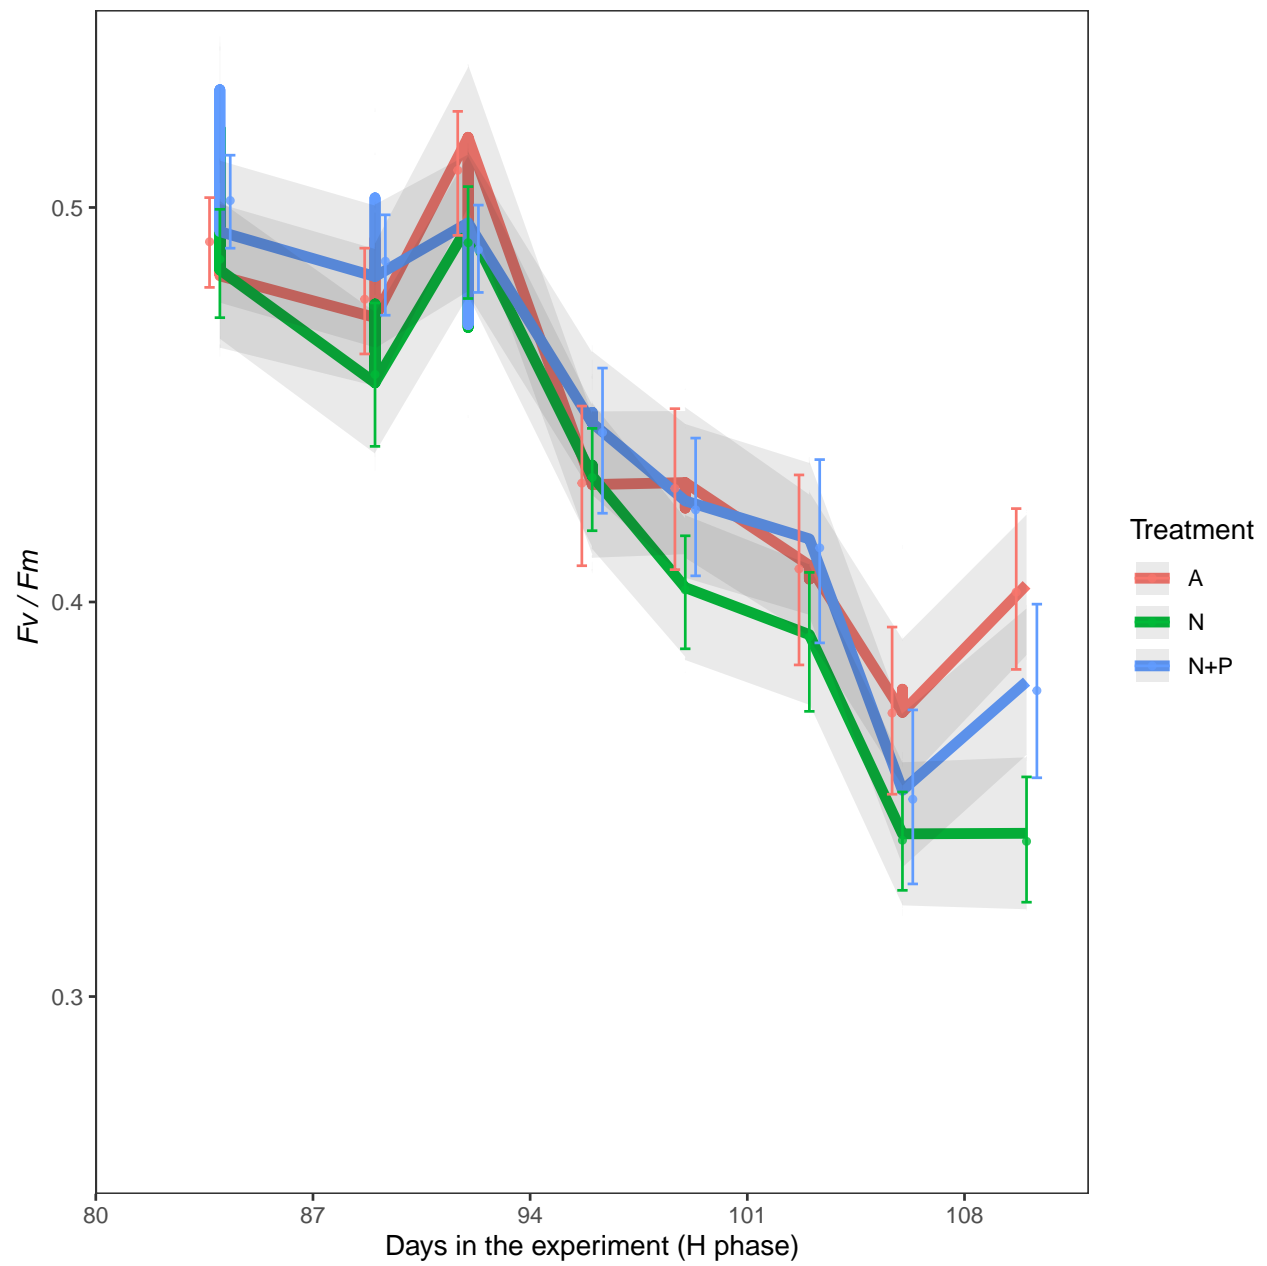 0.5
0.4
0.3
Fv / Fm
80 87 94 101 108
Days in the experiment (H phase)
Treatment
A
N
N+P